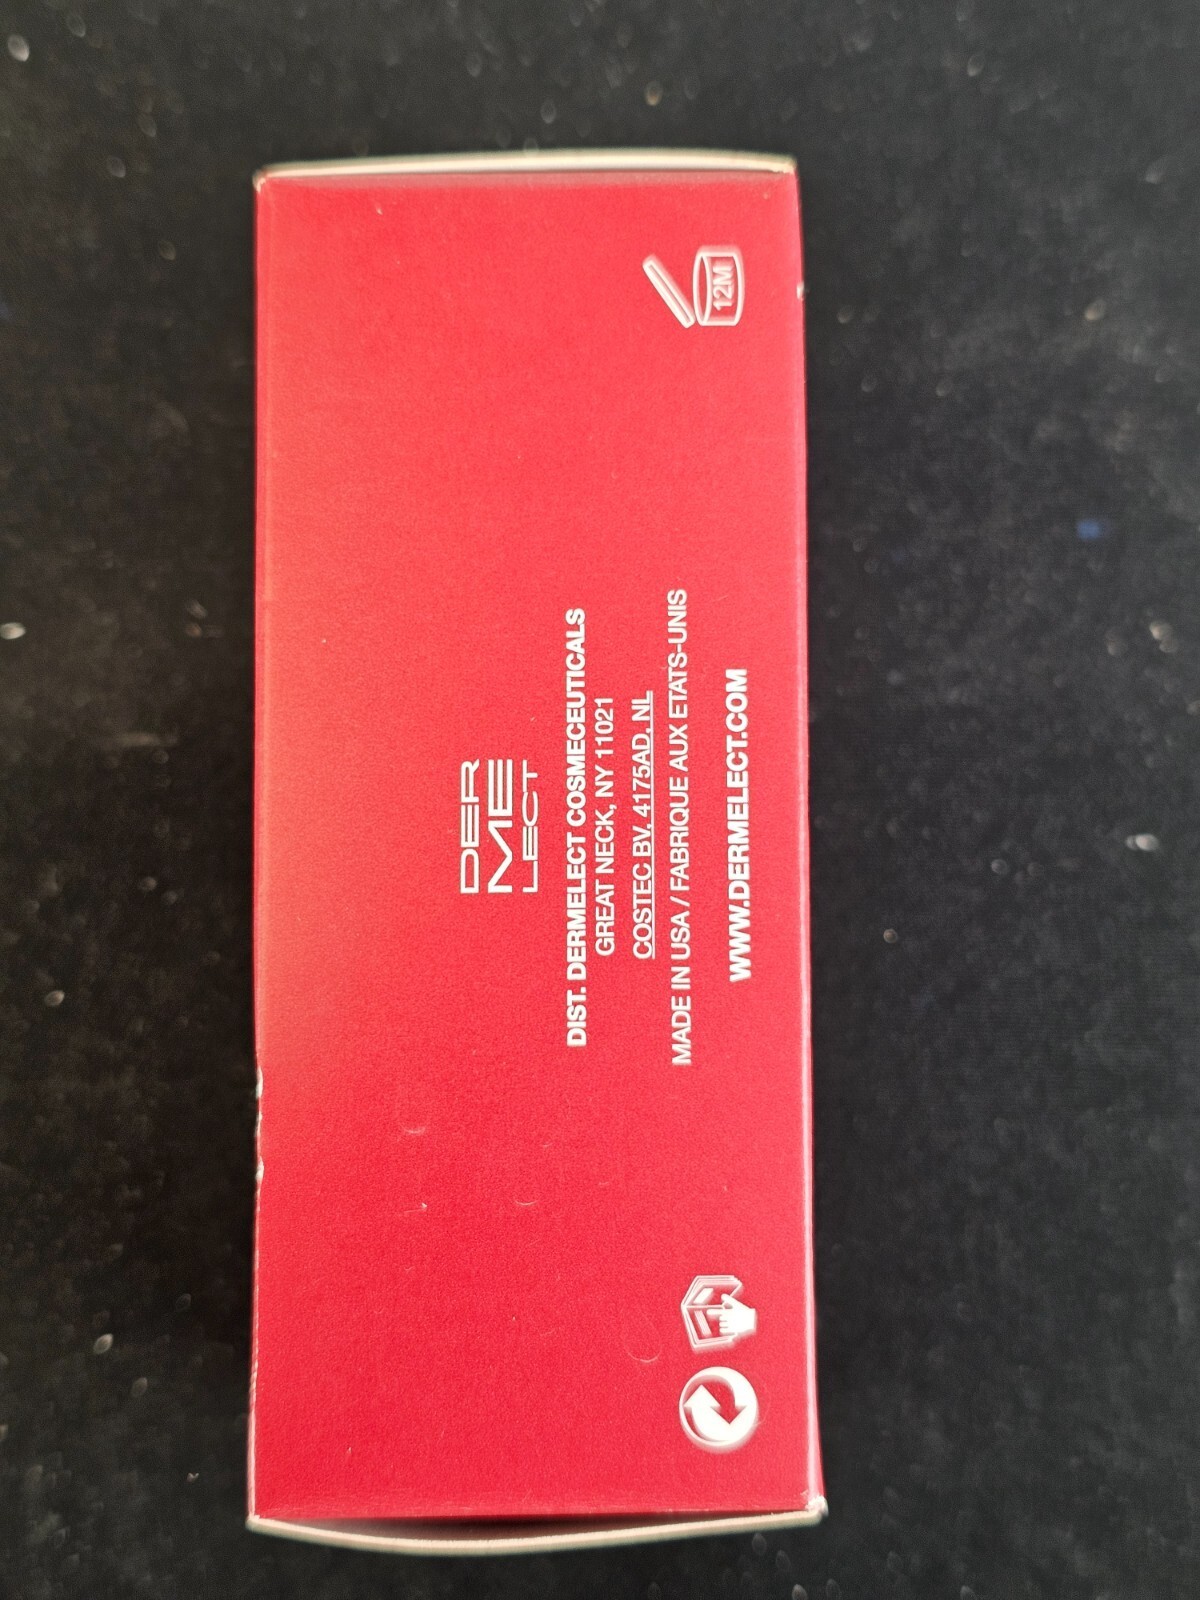 DER
ME
LECT
DIST. DERMELECT COSMECEUTICALS
GREAT NECK, NY 11021
COSTEC BV, 4175AD, NL
MADE IN USA / FABRIQUE AUX ETATS-UNIS
WWW.DERMELECT.COM
12M